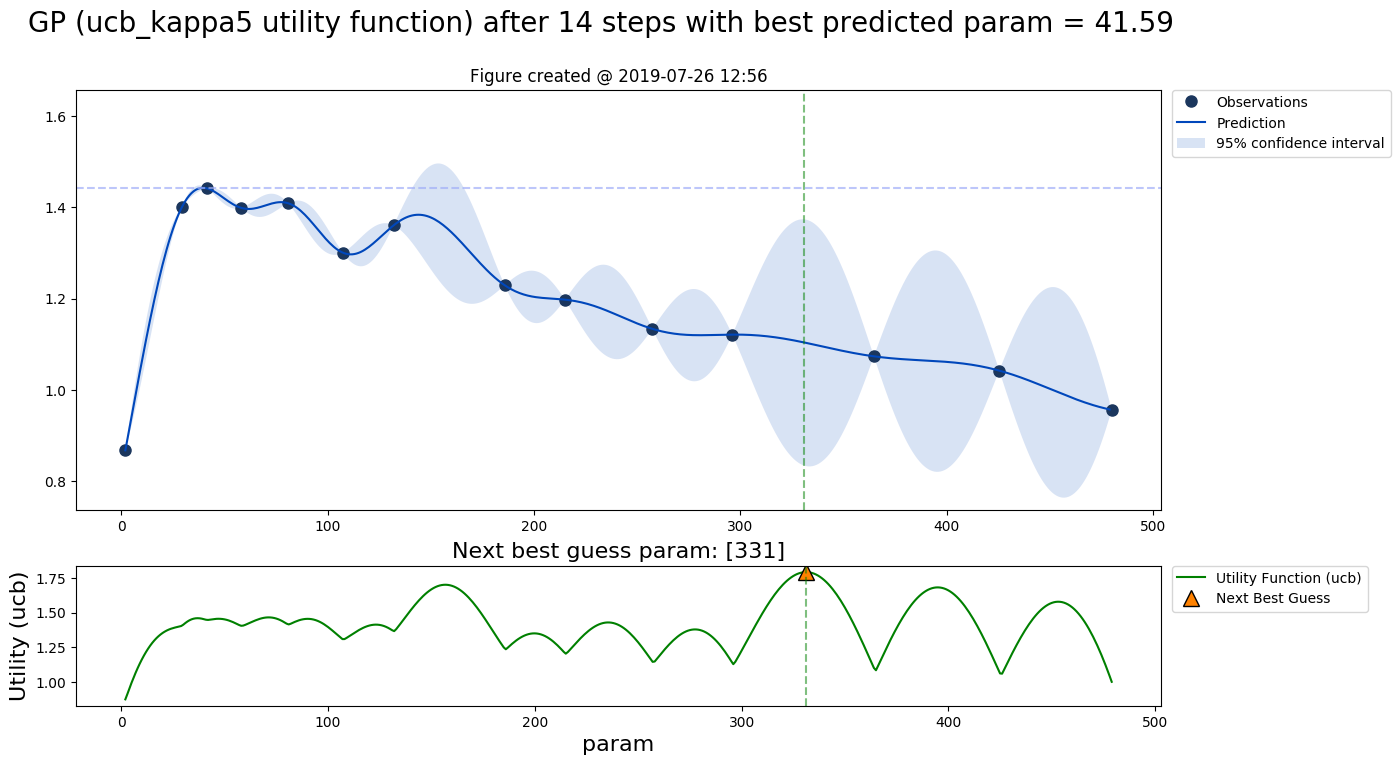 GP (ucb_kappa5 utility function) after 14 steps with best predicted param = 41.59
Figure created @ 2019-07-26 12:56
1.6
1.4
1.2
1.0
0.8
0 100 200 300 400 500
Observations
Prediction
95% confidence interval
Next best guess param: [331]
Utility (ucb)
1.75
1.50
1.25
1.00
0 100 200 300 400 500
param
Utility Function (ucb)
Next Best Guess